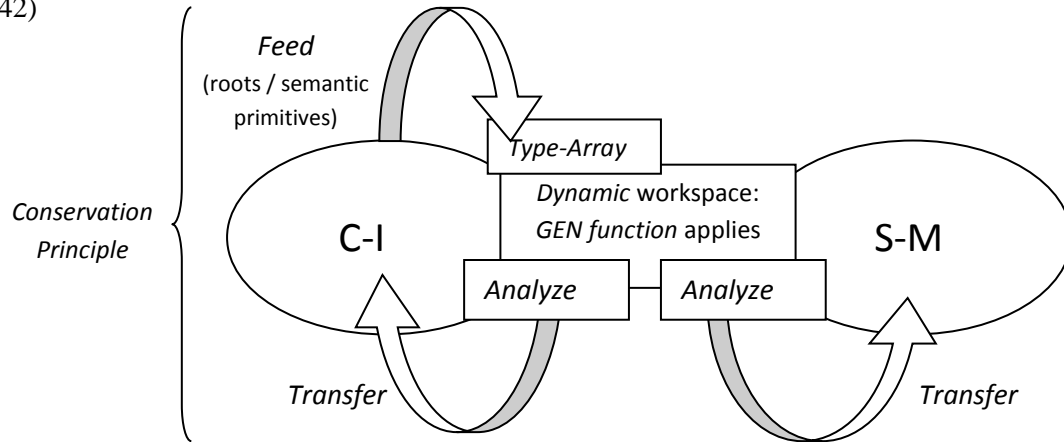 42)
Feed
(roots / semantic
primitives)
Type-Array
Dynamic workspace:
GEN function applies
Conservation
Principle
C-I
S-M
Analyze
Analyze
Transfer
Transfer